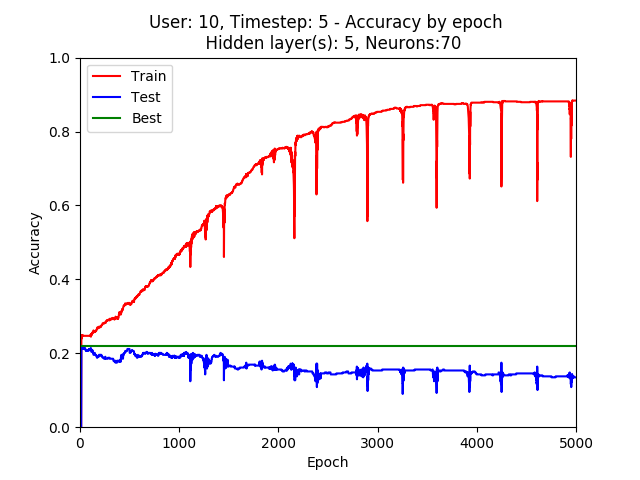 User: 10, Timestep: 5 - Accuracy by epoch
Hidden layer(s): 5, Neurons:70
1.0
0.8
0.6
0.4
0.2
0.0
Accuracy
Train
Test
Best
0
1000
2000
3000
4000
5000
Epoch